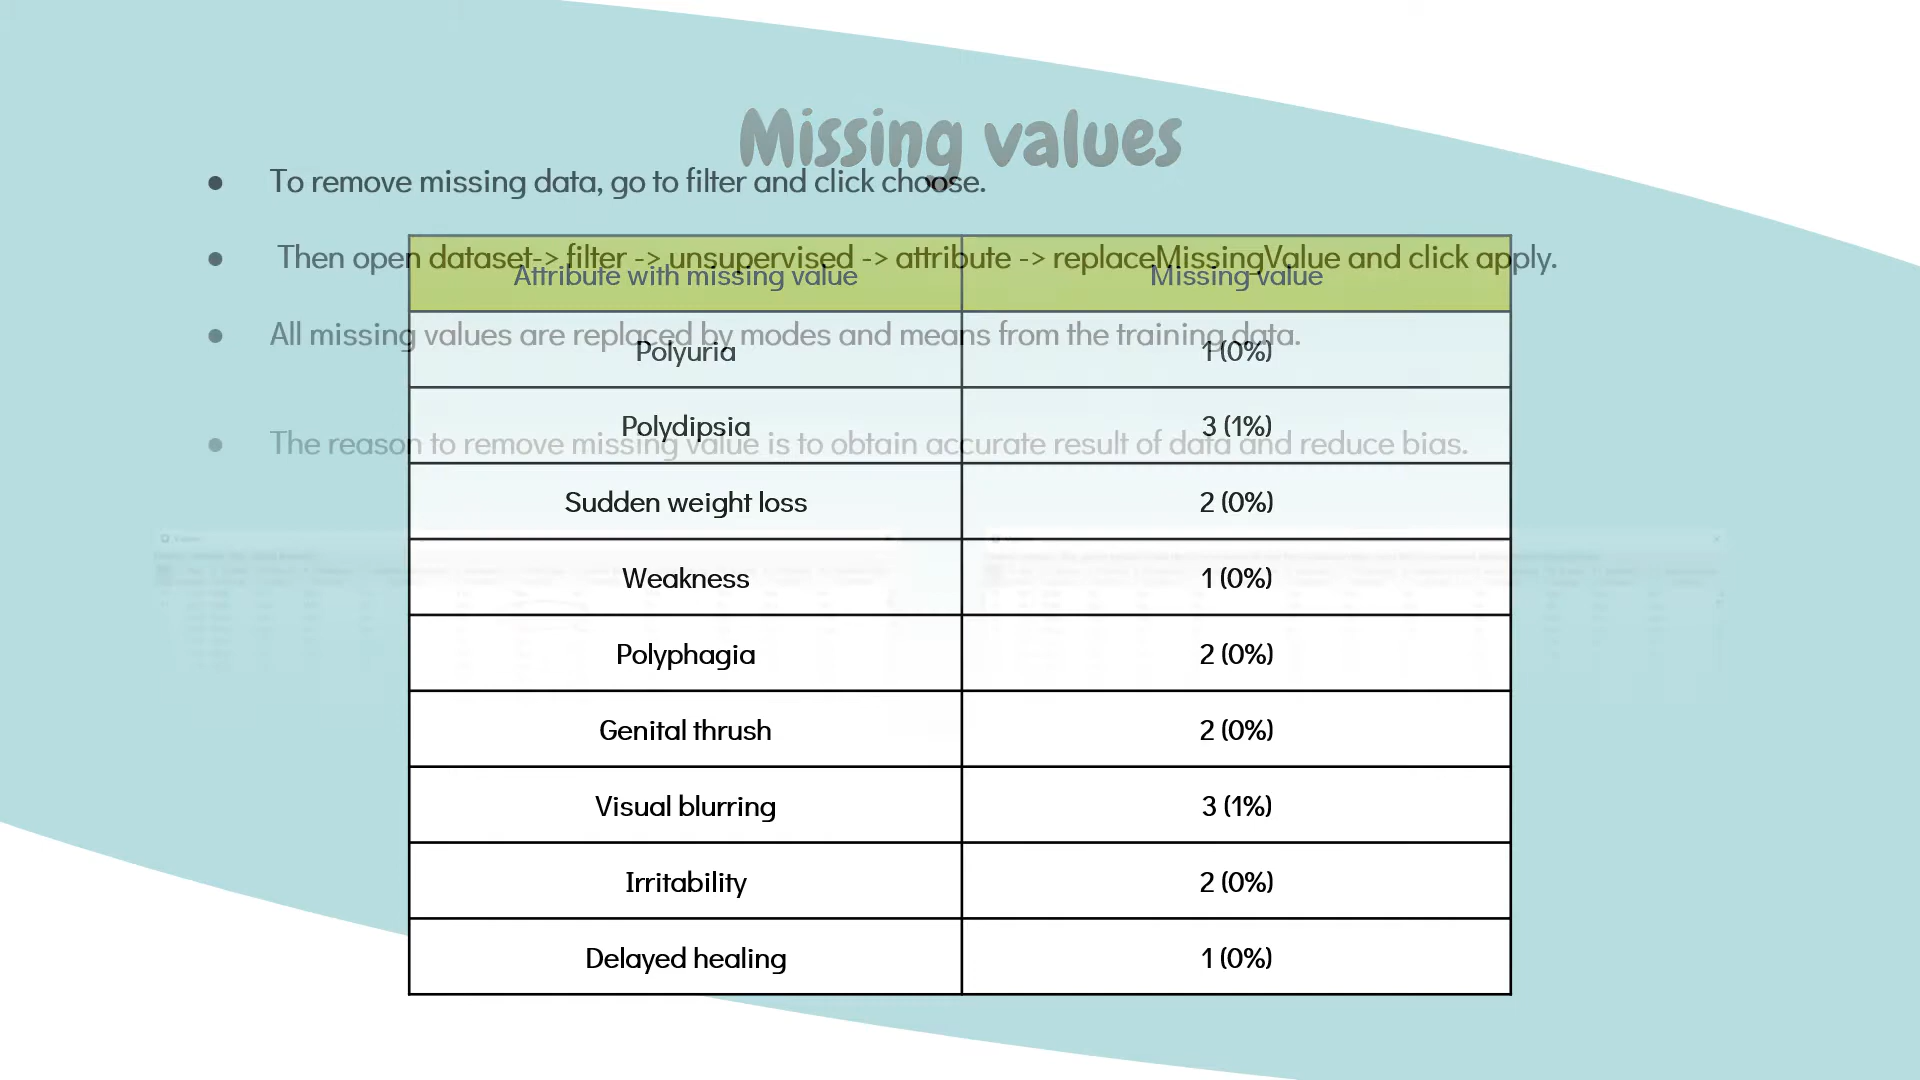 Missing values
● To remove missing data, go to filter and click choose.
● Then open dataset-> filter -> unsupervised -> attribute -> replaceMissingValue and click apply.
● All missing values are replaced by modes and means from the training data.
● The reason to remove missing value is to obtain accurate result of data and reduce bias.
Attribute with missing value Missing value
Polyuria 1 (0%)
Polydipsia 3 (1%)
Sudden weight loss 2 (0%)
Weakness 1 (0%)
Polyphagia 2 (0%)
Genital thrush 2 (0%)
Visual blurring 3 (1%)
Irritability 2 (0%)
Delayed healing 1 (0%)